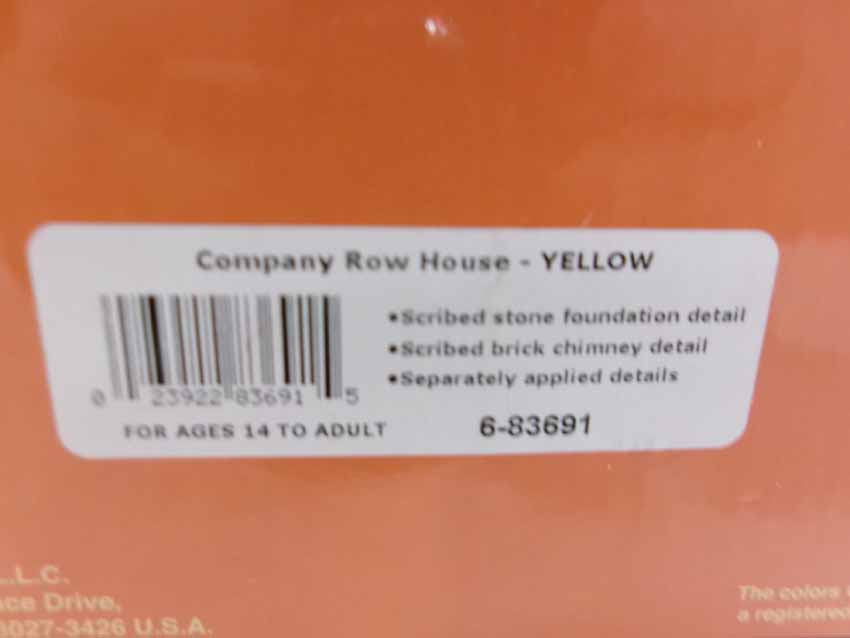 Company Row House - YELLOW
•Scribed stone foundation detail
•Scribed brick chimney detail
•Separately applied details
0 23922 83691 5
FOR AGES 14 TO ADULT
6-83691
L.L.C.
Drive,
-3426 U.S.A.
The colors
a registered